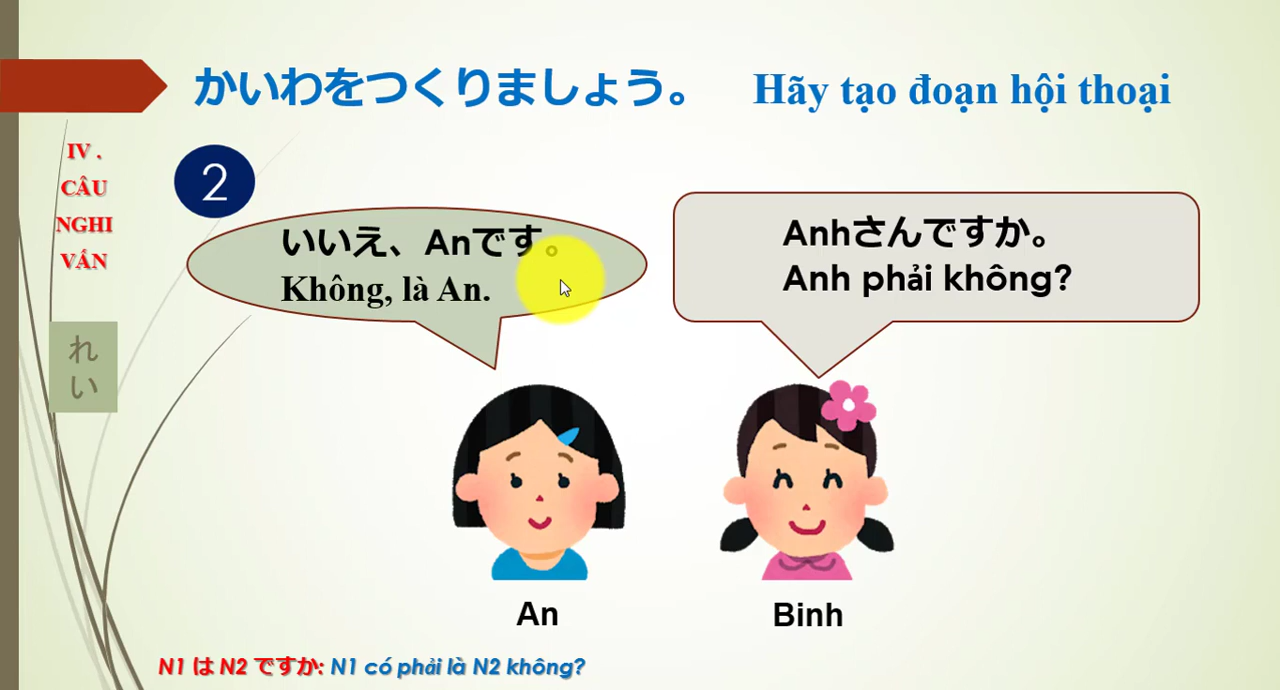 かいわをつくりましょう。 Hãy tạo đoạn hội thoại
IV .
CÂU
NGHI
VẤN
れ
い
2
いいえ、Anです。
Không, là An.
Anhさんですか。
Anh phải không?
An
Binh
N1 は N2 ですか: N1 có phải là N2 không?